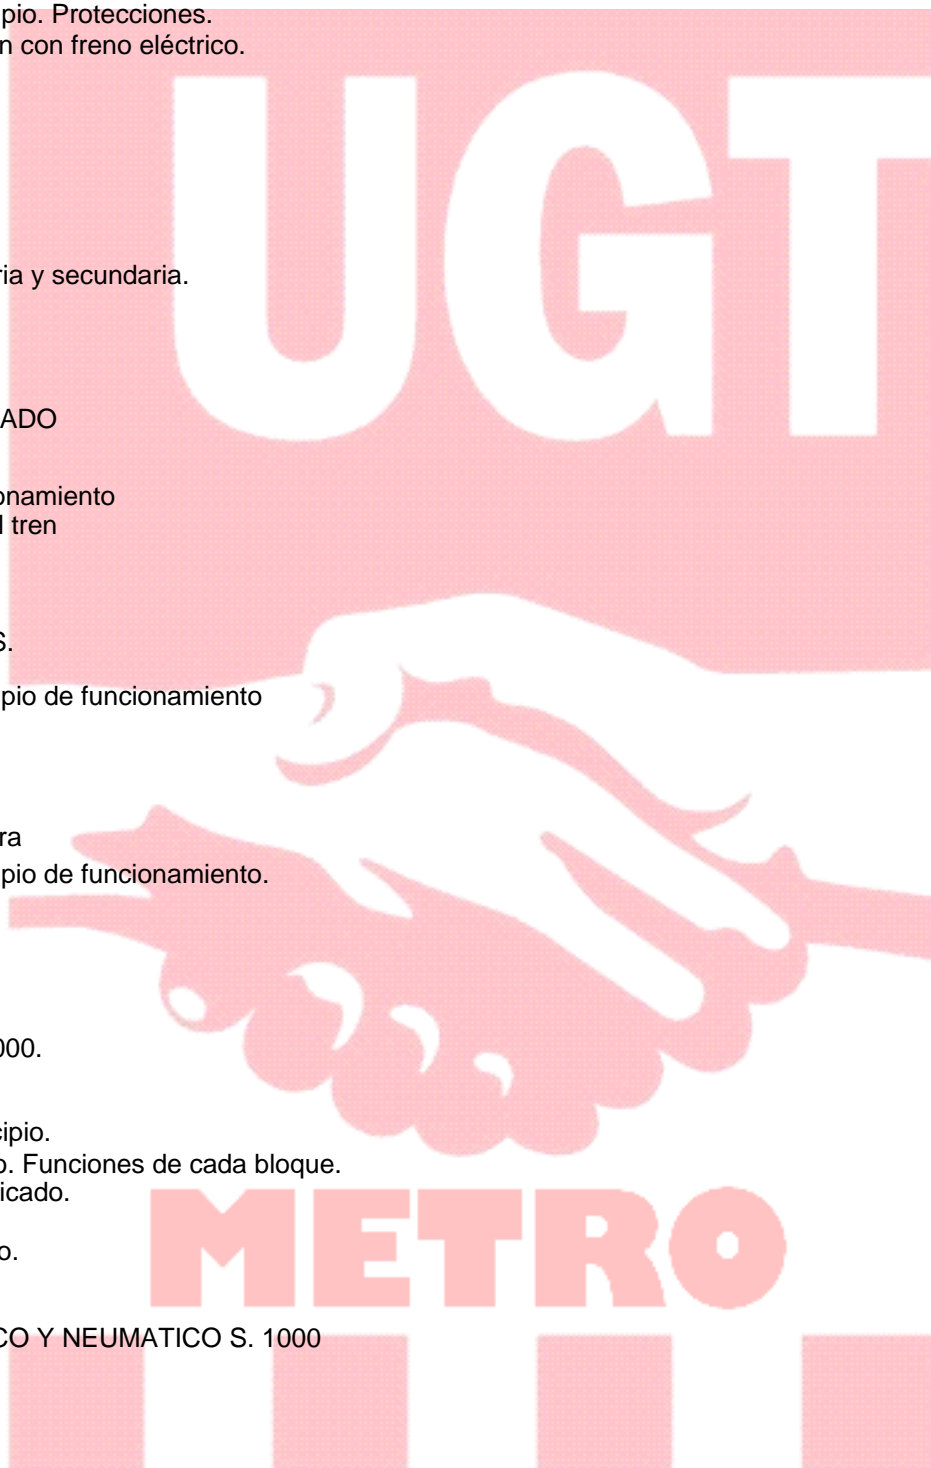 pio. Protecciones.
n con freno eléctrico.
UGT
ria y secundaria.
ADO
onamiento
l tren
S.
pio de funcionamiento
ra
pio de funcionamiento.
000.
cipio.
o. Funciones de cada bloque.
icado.
METRO
o.
CO Y NEUMATICO S. 1000